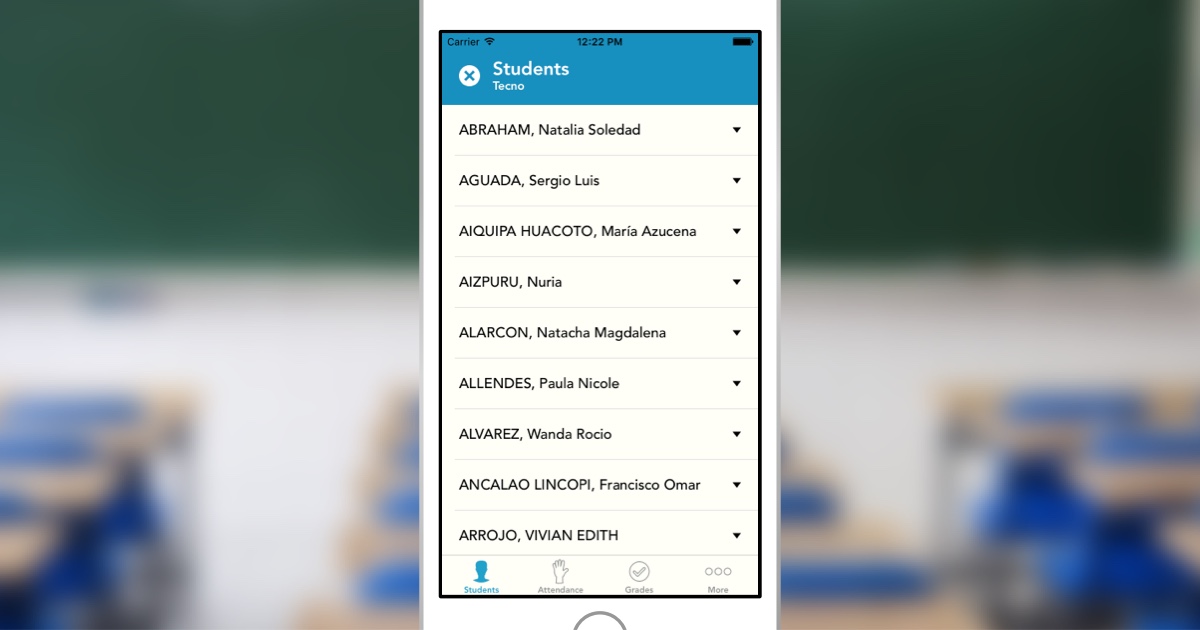 Carrier 12:22 PM
Students
Tecno
ABRAHAM, Natalia Soledad
AGUADA, Sergio Luis
AIQUIPA HUACOTO, María Azucena
AIZPURU, Nuria
ALARCON, Natacha Magdalena
ALLENDES, Paula Nicole
ALVAREZ, Wanda Rocio
ANCALAO LINCOPI, Francisco Omar
ARROJO, VIVIAN EDITH
Students Attendance Grades More